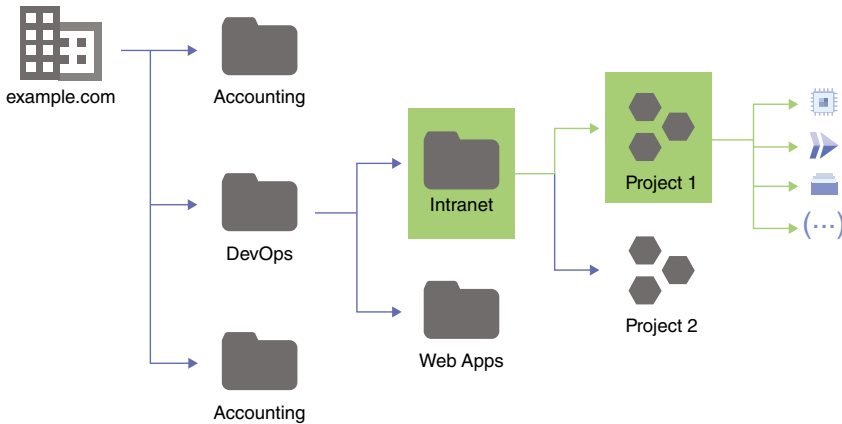 example.com
Accounting
DevOps
Accounting
Intranet
Web Apps
Project 1
Project 2
(...)